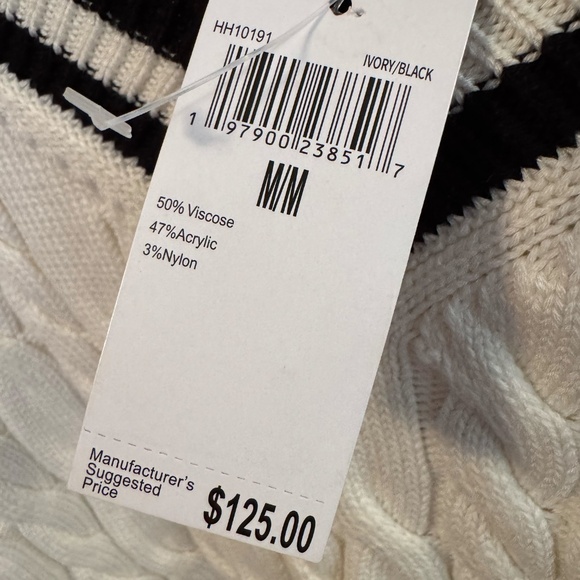 HH10191
IVORY/BLACK
1 97900 23851 7
M/M
50% Viscose
47%Acrylic
3%Nylon
Manufacturer's
Suggested
Price
$125.00